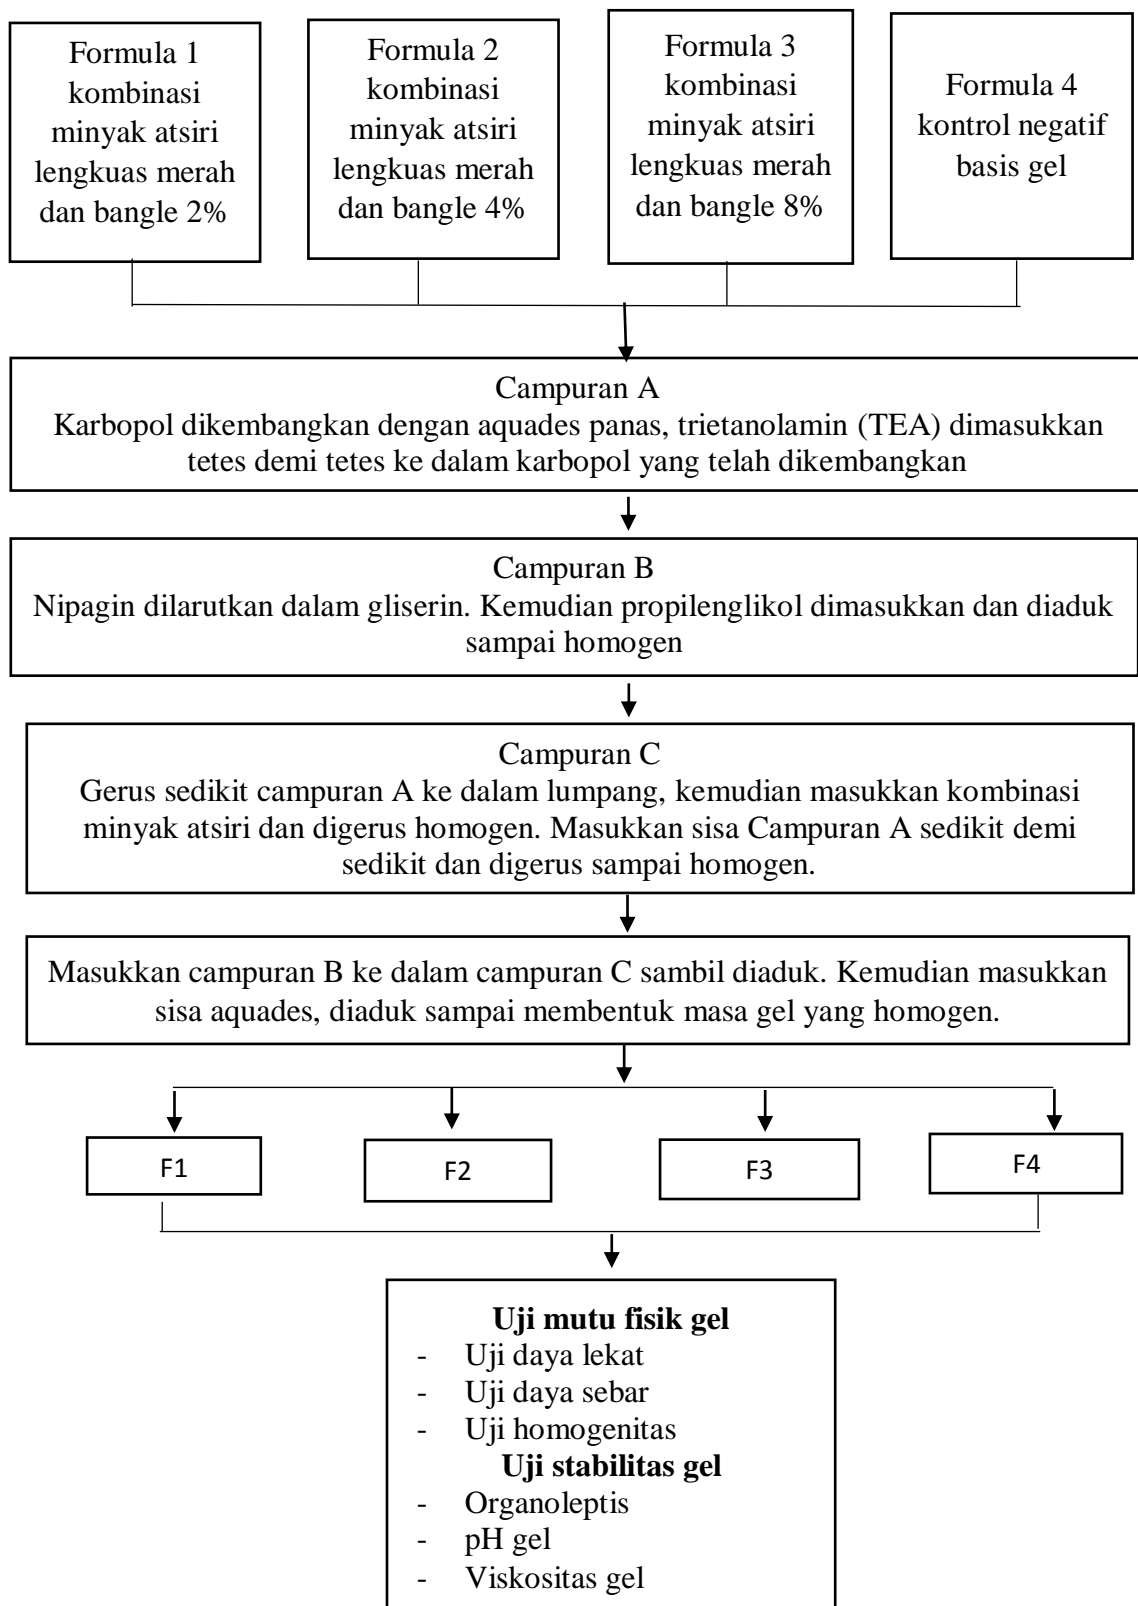 Formula 1
kombinasi
minyak atsiri
lengkuas merah
dan bangle 2%
Formula 2
kombinasi
minyak atsiri
lengkuas merah
dan bangle 4%
Formula 3
kombinasi
minyak atsiri
lengkuas merah
dan bangle 8%
Formula 4
kontrol negatif
basis gel
Campuran A
Karbopol dikembangkan dengan aquades panas, trietanolamin (TEA) dimasukkan
tetes demi tetes ke dalam karbopol yang telah dikembangkan
Campuran B
Nipagin dilarutkan dalam gliserin. Kemudian propilenglikol dimasukkan dan diaduk
sampai homogen
Campuran C
Gerus sedikit campuran A ke dalam lumpang, kemudian masukkan kombinasi
minyak atsiri dan digerus homogen. Masukkan sisa Campuran A sedikit demi
sedikit dan digerus sampai homogen.
Masukkan campuran B ke dalam campuran C sambil diaduk. Kemudian masukkan
sisa aquades, diaduk sampai membentuk masa gel yang homogen.
F1
F2
F3
F4
Uji mutu fisik gel
- Uji daya lekat
- Uji daya sebar
- Uji homogenitas
Uji stabilitas gel
- Organoleptis
- pH gel
- Viskositas gel